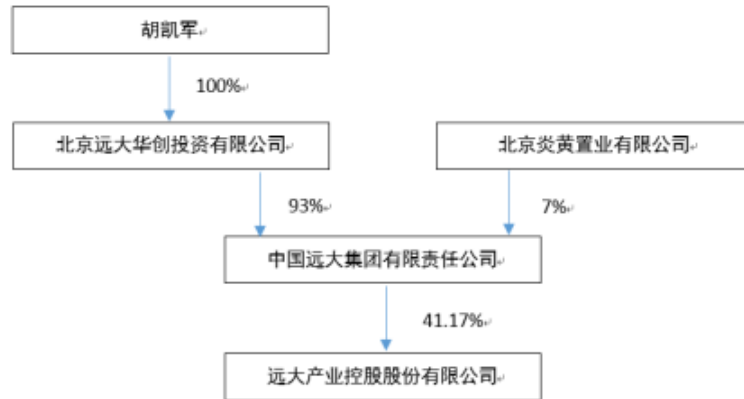 胡凯军
100%
北京远大华创投资有限公司
北京炎黄置业有限公司
93%
7%
中国远大集团有限责任公司
41.17%
远大产业控股股份有限公司